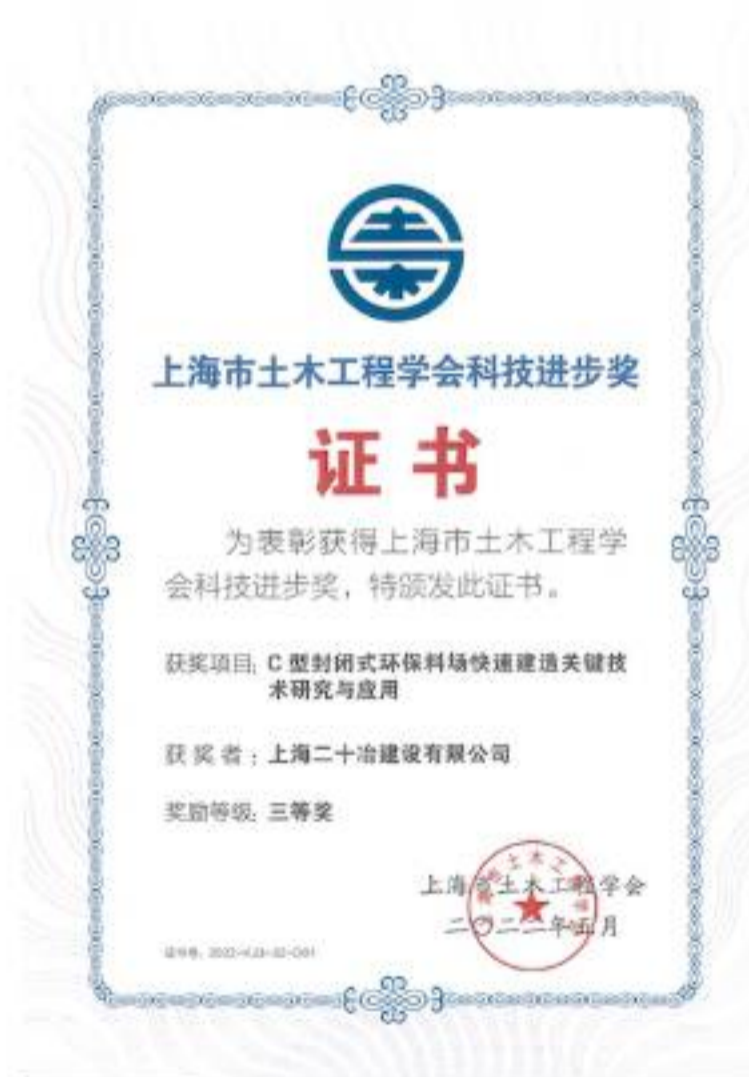 上海市土木工程学会科技进步奖
证书
为表彰获得上海市土木工程学
会科技进步奖，特颁发此证书。
获奖项目：C 型封闭式环保料场快速建造关键技
术研究与应用
获奖者：上海二十冶建设有限公司
奖励等级：三等奖
上海市土木工程学会
二〇二二年五月